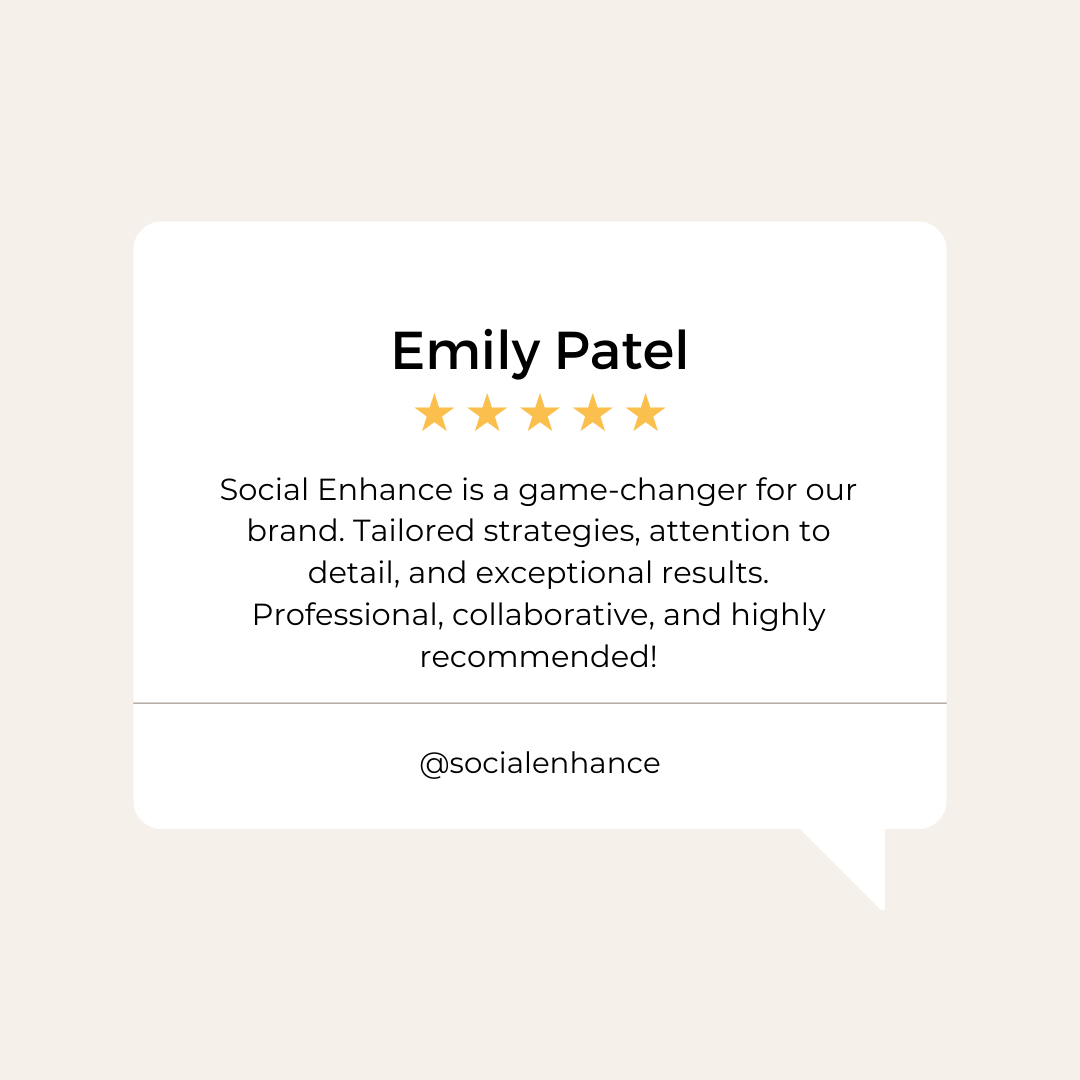 Emily Patel
Social Enhance is a game-changer for our
brand. Tailored strategies, attention to
detail, and exceptional results.
Professional, collaborative, and highly
recommended!
@socialenhance